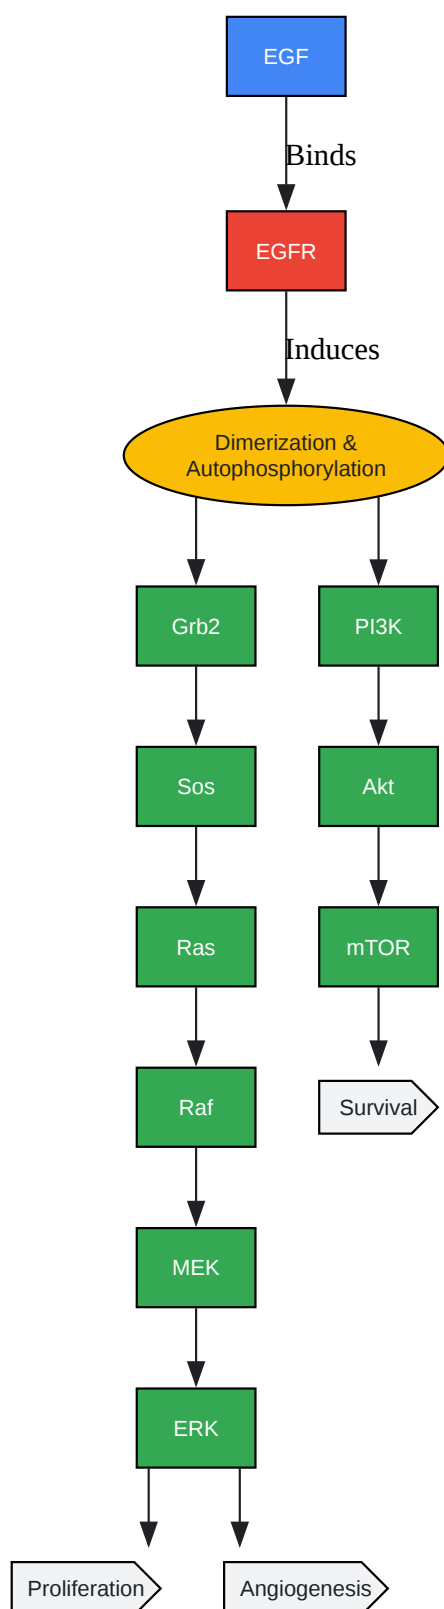 EGF
Binds
EGFR
Induces
Dimerization &
Autophosphorylation
Grb2
PI3K
Sos
Akt
Ras
mTOR
Raf
Survival
MEK
ERK
Proliferation
Angiogenesis